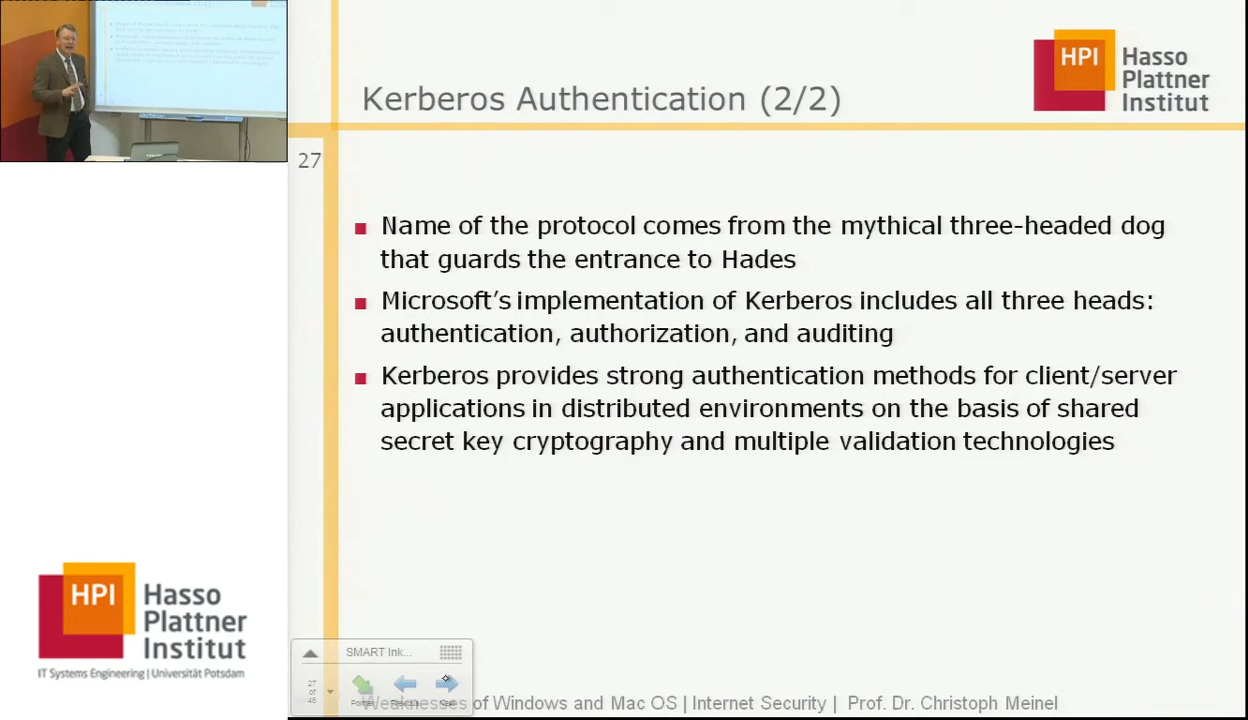 Kerberos Authentication (2/2)
HPI Hasso
Plattner
Institut
27
Name of the protocol comes from the mythical three-headed dog
that guards the entrance to Hades
Microsoft’s implementation of Kerberos includes all three heads:
authentication, authorization, and auditing
Kerberos provides strong authentication methods for client/server
applications in distributed environments on the basis of shared
secret key cryptography and multiple validation technologies
HPI Hasso
Plattner
Institut
IT Systems Engineering | Universität Potsdam
SMART Ink...
Weaknesses of Windows and Mac OS | Internet Security | Prof. Dr. Christoph Meinel